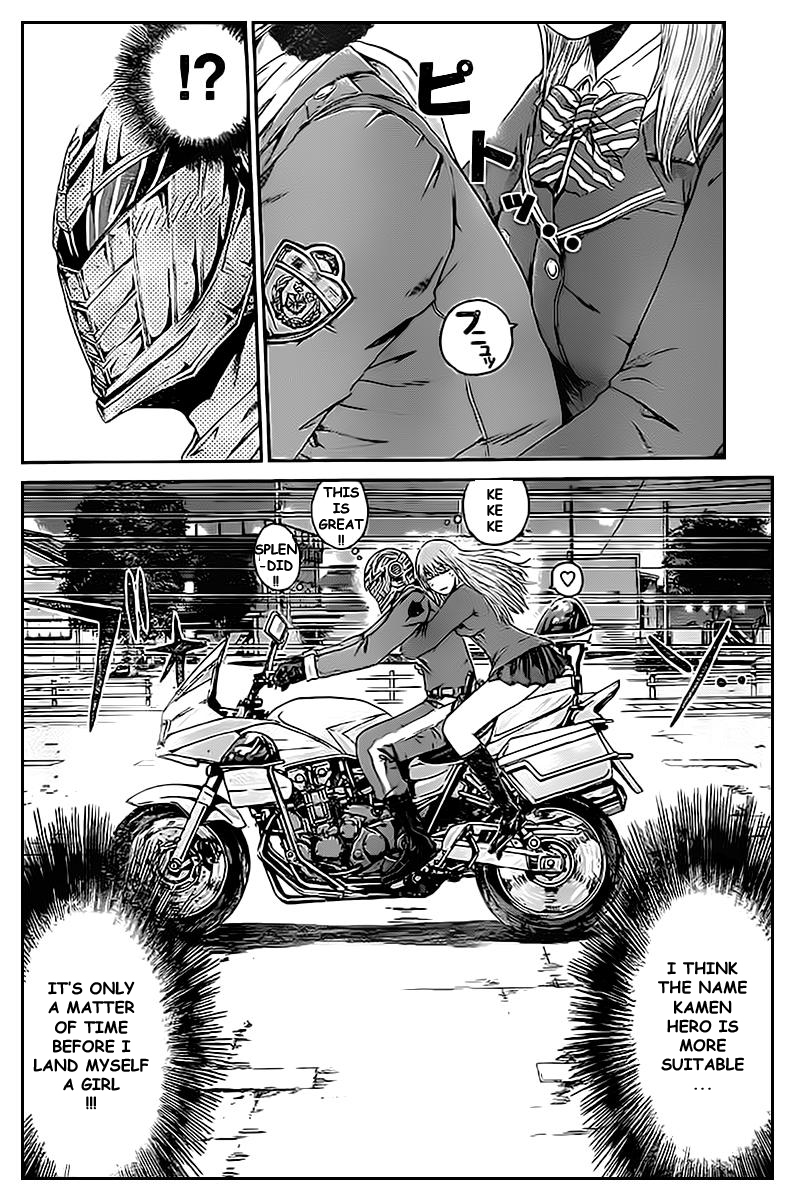 !?
ピ
ト
ッ
プ
ニュッ
KE
KE
KE
THIS
IS
GREAT
!!
SPLEN
-DID
!!
♡
I THINK
THE NAME
KAMEN
HERO IS
MORE
SUITABLE
...
IT'S ONLY
A MATTER
OF TIME
BEFORE I
LAND MYSELF
A GIRL
!!!